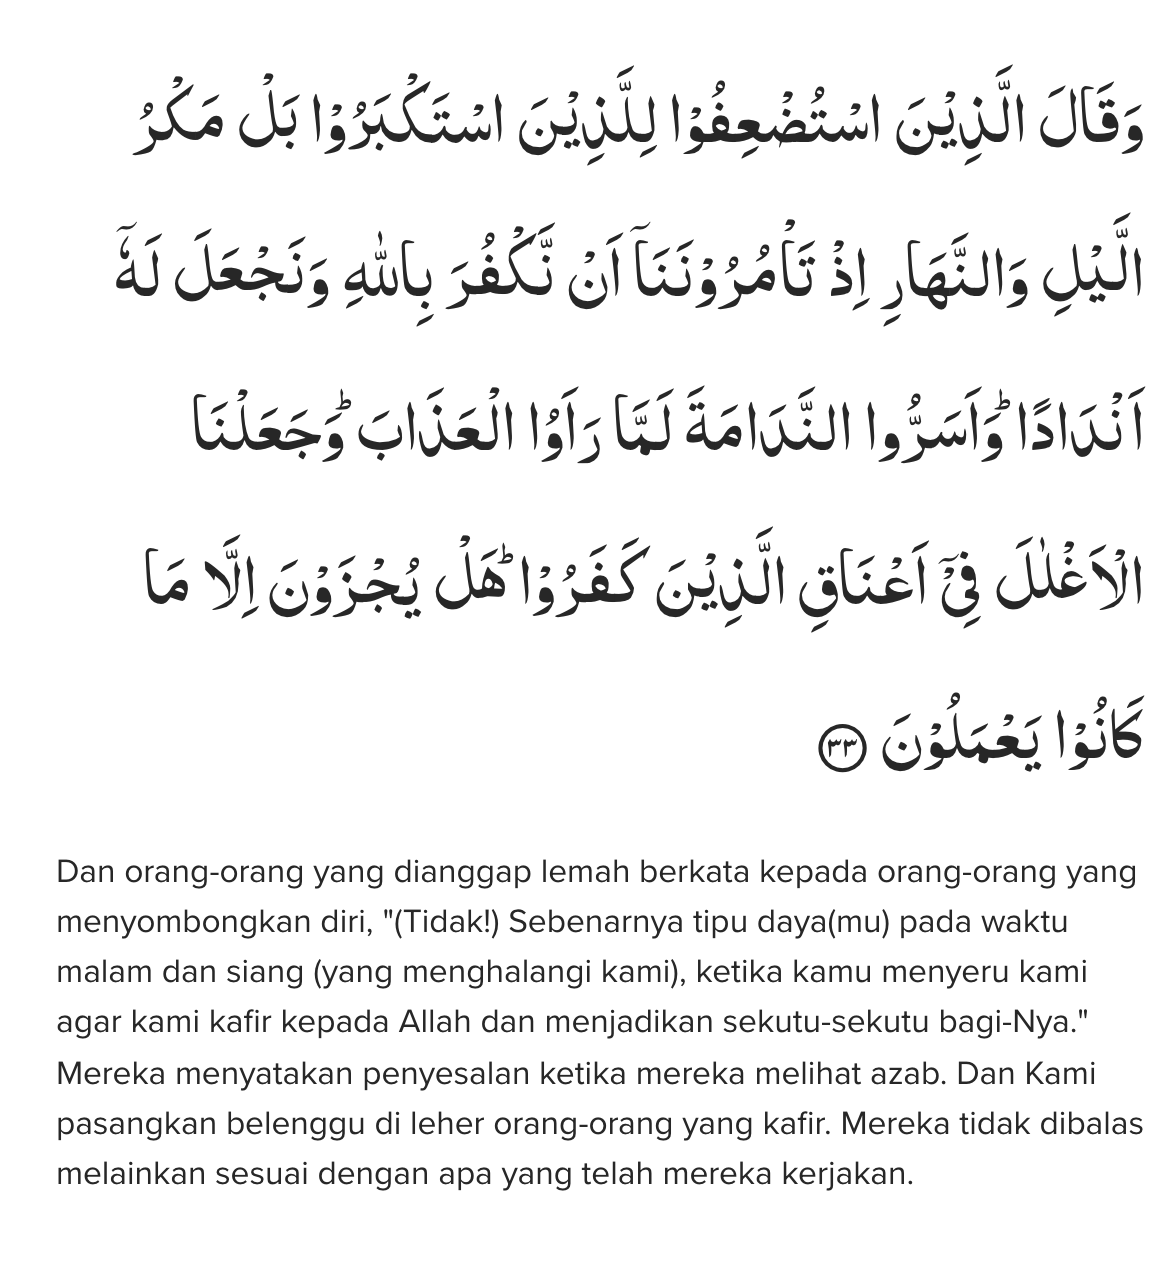 وَقَالَ الَّذِيْنَ اسْتُضْعِفُوْا لِلَّذِيْنَ اسْتَكْبَرُوْا بَلْ مَكْرُ
الَّيْلِ وَالنَّهَارِ اِذْ تَأْمُرُوْنَنَآ اَنْ نَّكْفُرَ بِاللّٰهِ وَنَجْعَلَ لَهٗٓ
اَنْدَادًا ۗوَاَسَرُّوا النَّدَامَةَ لَمَّا رَاَوُا الْعَذَابَۗ وَجَعَلْنَا
الْاَغْلٰلَ فِيْٓ اَعْنَاقِ الَّذِيْنَ كَفَرُوْاۗ هَلْ يُجْزَوْنَ اِلَّا مَا
كَانُوْا يَعْمَلُوْنَ ٣٣
Dan orang-orang yang dianggap lemah berkata kepada orang-orang yang
menyombongkan diri, "(Tidak!) Sebenarnya tipu daya(mu) pada waktu
malam dan siang (yang menghalangi kami), ketika kamu menyeru kami
agar kami kafir kepada Allah dan menjadikan sekutu-sekutu bagi-Nya."
Mereka menyatakan penyesalan ketika mereka melihat azab. Dan Kami
pasangkan belenggu di leher orang-orang yang kafir. Mereka tidak dibalas
melainkan sesuai dengan apa yang telah mereka kerjakan.